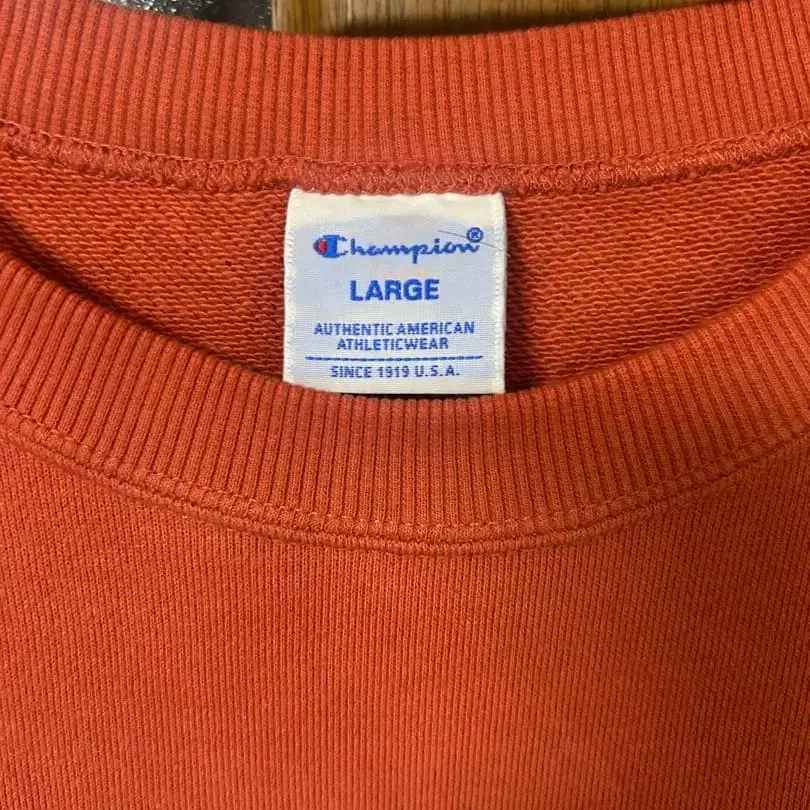 Champion®
LARGE
AUTHENTIC AMERICAN
ATHLETICWEAR
SINCE 1919 U.S.A.